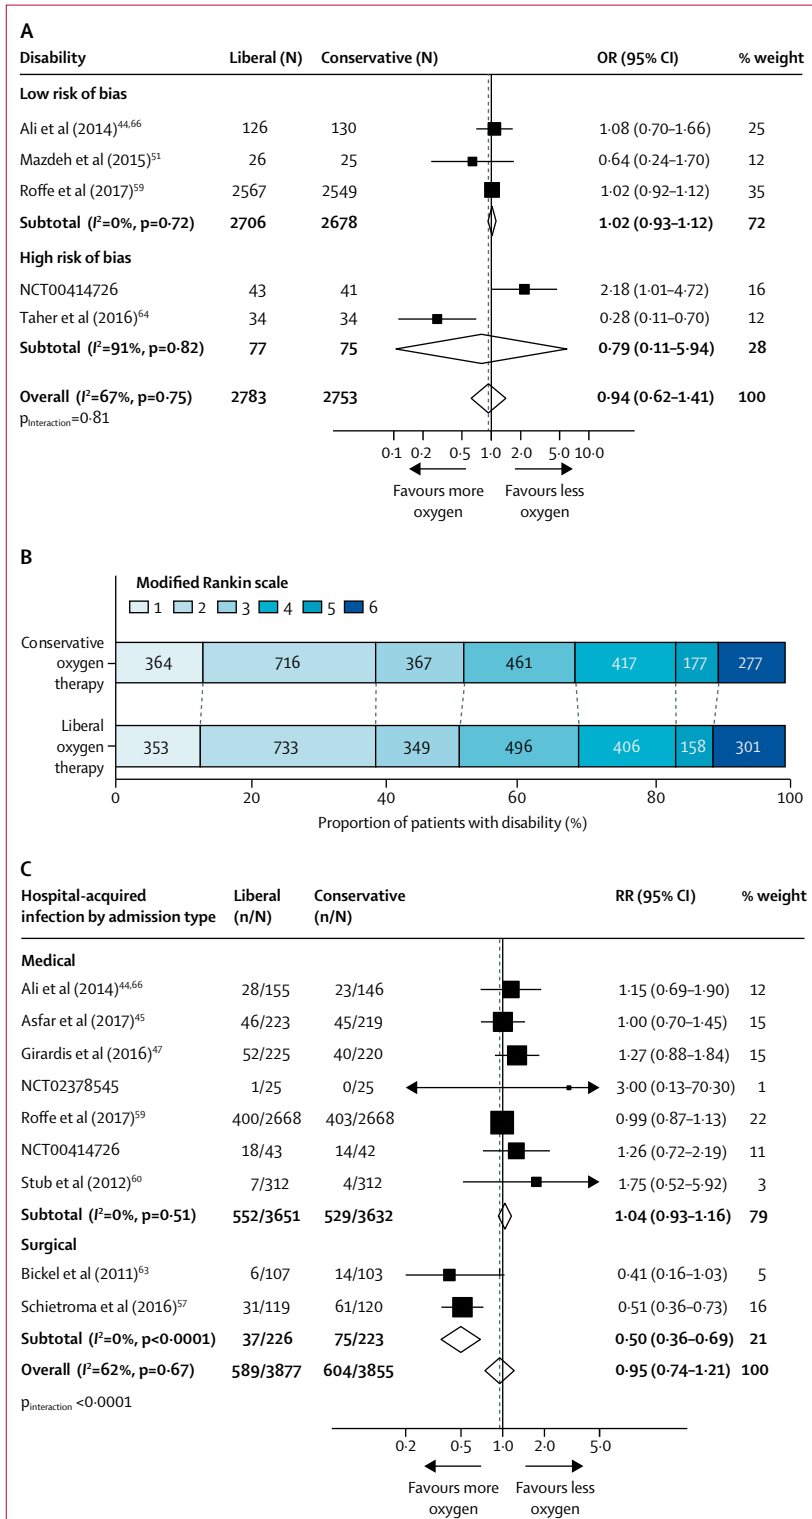 A
Disability Liberal (N) Conservative (N) OR (95% CI) % weight
Low risk of bias
Ali et al (2014)44,66 126 130 1·08 (0·70–1·66) 25
Mazdeh et al (2015)51 26 25 0·64 (0·24–1·70) 12
Roffe et al (2017)59 2567 2549 1·02 (0·92–1·12) 35
Subtotal (I²=0%, p=0·72) 2706 2678 1·02 (0·93–1·12) 72
High risk of bias
NCT00414726 43 41 2·18 (1·01–4·72) 16
Taher et al (2016)64 34 34 0·28 (0·11–0·70) 12
Subtotal (I²=91%, p=0·82) 77 75 0·79 (0·11–5·94) 28
Overall (I²=67%, p=0·75) 2783 2753 0·94 (0·62–1·41) 100
pInteraction=0·81
0·1 0·2 0·5 1·0 2·0 5·0 10·0
Favours more oxygen
Favours less oxygen
B
Modified Rankin scale
1 2 3 4 5 6
Conservative oxygen therapy
364 716 367 461 417 177 277
Liberal oxygen therapy
353 733 349 496 406 158 301
0 20 40 60 80 100
Proportion of patients with disability (%)
C
Hospital-acquired infection by admission type Liberal (n/N) Conservative (n/N) RR (95% CI) % weight
Medical
Ali et al (2014)44,66 28/155 23/146 1·15 (0·69–1·90) 12
Asfar et al (2017)45 46/223 45/219 1·00 (0·70–1·45) 15
Girardis et al (2016)47 52/225 40/220 1·27 (0·88–1·84) 15
NCT02378545 1/25 0/25 3·00 (0·13–70·30) 1
Roffe et al (2017)59 400/2668 403/2668 0·99 (0·87–1·13) 22
NCT00414726 18/43 14/42 1·26 (0·72–2·19) 11
Stub et al (2012)60 7/312 4/312 1·75 (0·52–5·92) 3
Subtotal (I²=0%, p=0·51) 552/3651 529/3632 1·04 (0·93–1·16) 79
Surgical
Bickel et al (2011)63 6/107 14/103 0·41 (0·16–1·03) 5
Schietroma et al (2016)57 31/119 61/120 0·51 (0·36–0·73) 16
Subtotal (I²=0%, p<0·0001) 37/226 75/223 0·50 (0·36–0·69) 21
Overall (I²=62%, p=0·67) 589/3877 604/3855 0·95 (0·74–1·21) 100
pinteraction <0·0001
0·2 0·5 1·0 2·0 5·0
Favours more oxygen
Favours less oxygen